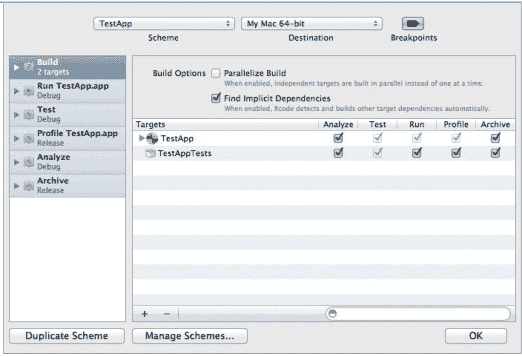 TestApp
My Mac 64-bit
Scheme
Destination
Breakpoints
Build
2 targets
Run TestApp.app
Debug
Test
Debug
Profile TestApp.app
Release
Analyze
Debug
Archive
Release
Build Options
Parallelize Build
When enabled, independent targets are built in parallel instead of one at a time.
Find Implicit Dependencies
When enabled, Xcode detects and builds other target dependencies automatically.
Targets Analyze Test Run Profile Archive
TestApp
TestAppTests
+ −
Duplicate Scheme
Manage Schemes...
OK